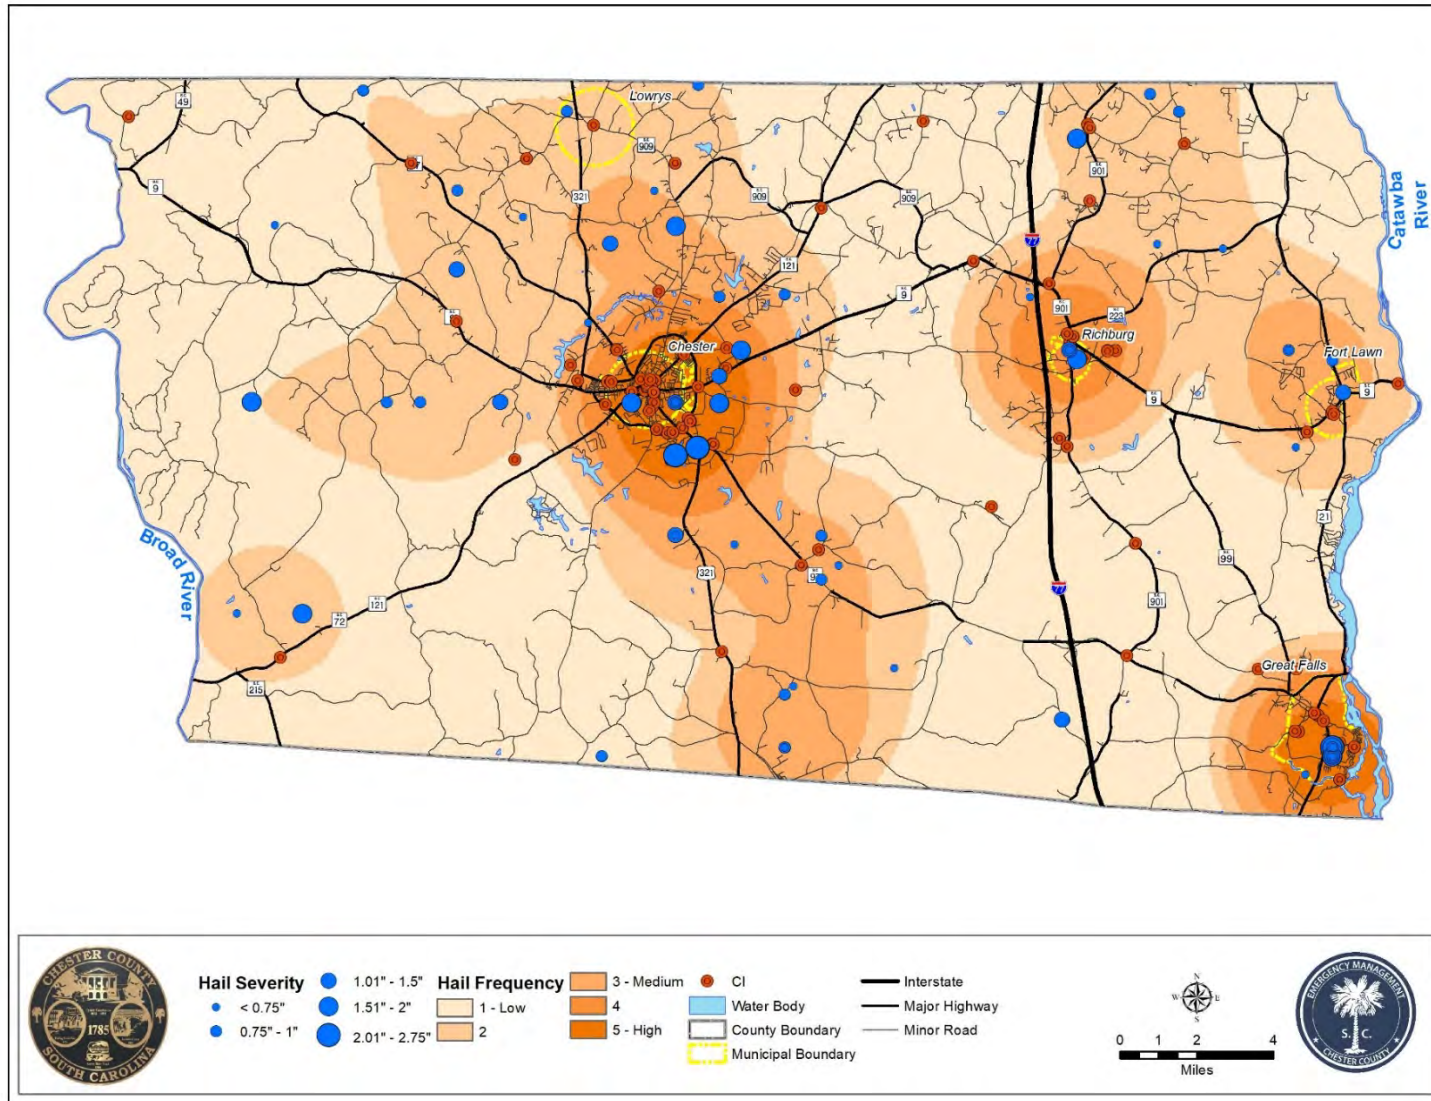 Lowrys
S.C.
49
S.C.
909
S.C.
9
321
S.C.
901
S.C.
909
S.C.
909
Catawba
River
77
S.C.
121
S.C.
9
S.C.
901
S.C.
223
Richburg
Chester
Fort Lawn
S.C.
9
S.C.
9
Broad River
21
S.C.
99
321
77
S.C.
121
S.C.
901
S.C.
72
Great Falls
S.C.
215
CHESTER COUNTY
1785
SOUTH CAROLINA
Hail Severity
< 0.75"
0.75" - 1"
1.01" - 1.5"
1.51" - 2"
2.01" - 2.75"
Hail Frequency
1 - Low
2
3 - Medium
4
5 - High
CI
Water Body
County Boundary
Municipal Boundary
Interstate
Major Highway
Minor Road
N
W E
S
0 1 2 4
Miles
EMERGENCY MANAGEMENT
S. C.
CHESTER COUNTY